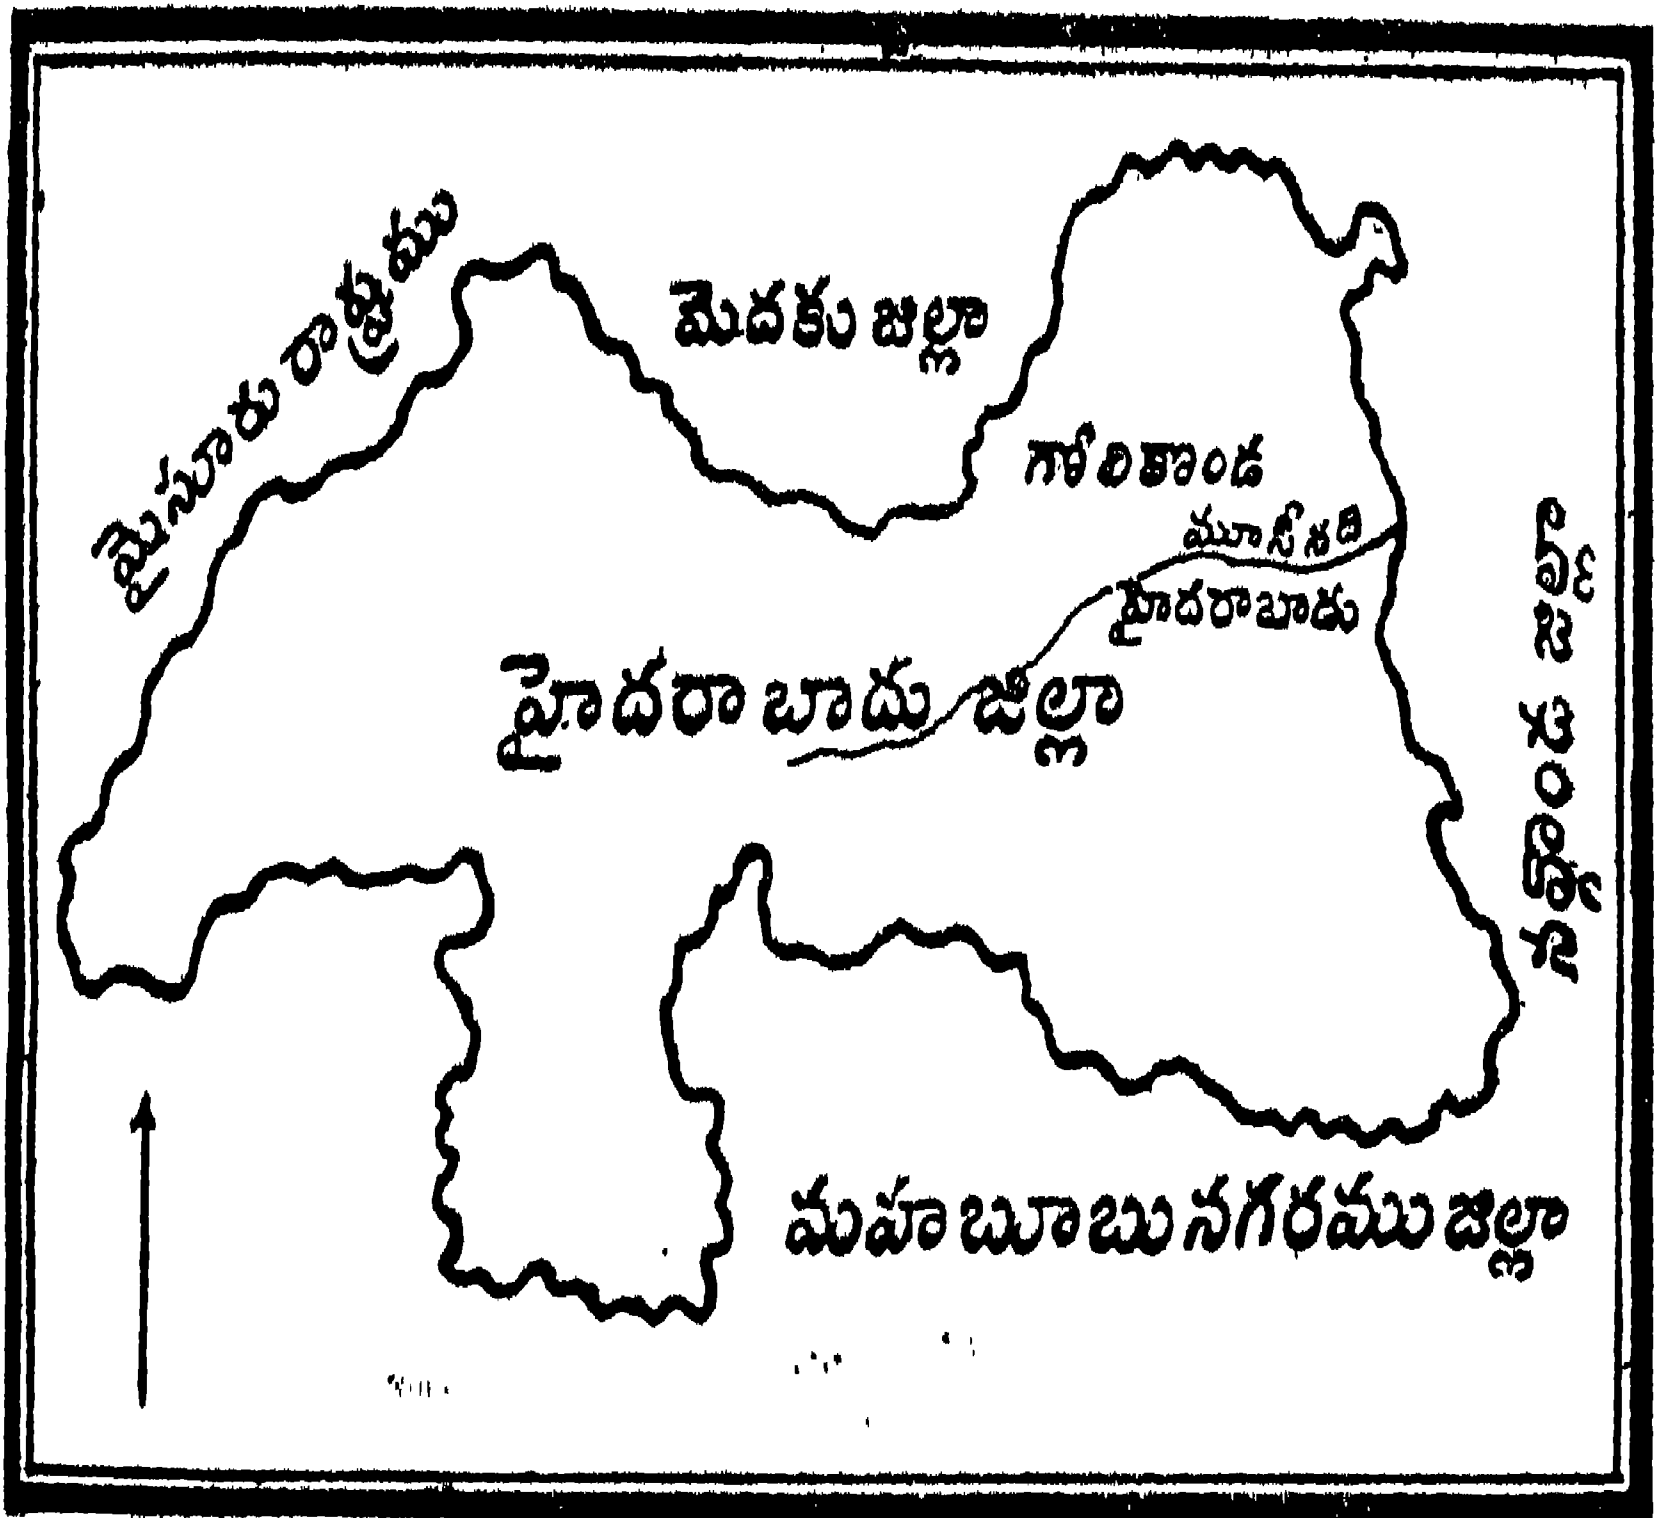 మైసూరు రాష్ట్రము
మెదకు జిల్లా
గోలకొండ
మూసీనది
హైదరాబాదు
హైదరాబాదు జిల్లా
నల్గొండ జిల్లా
మహబూబునగరము జిల్లా